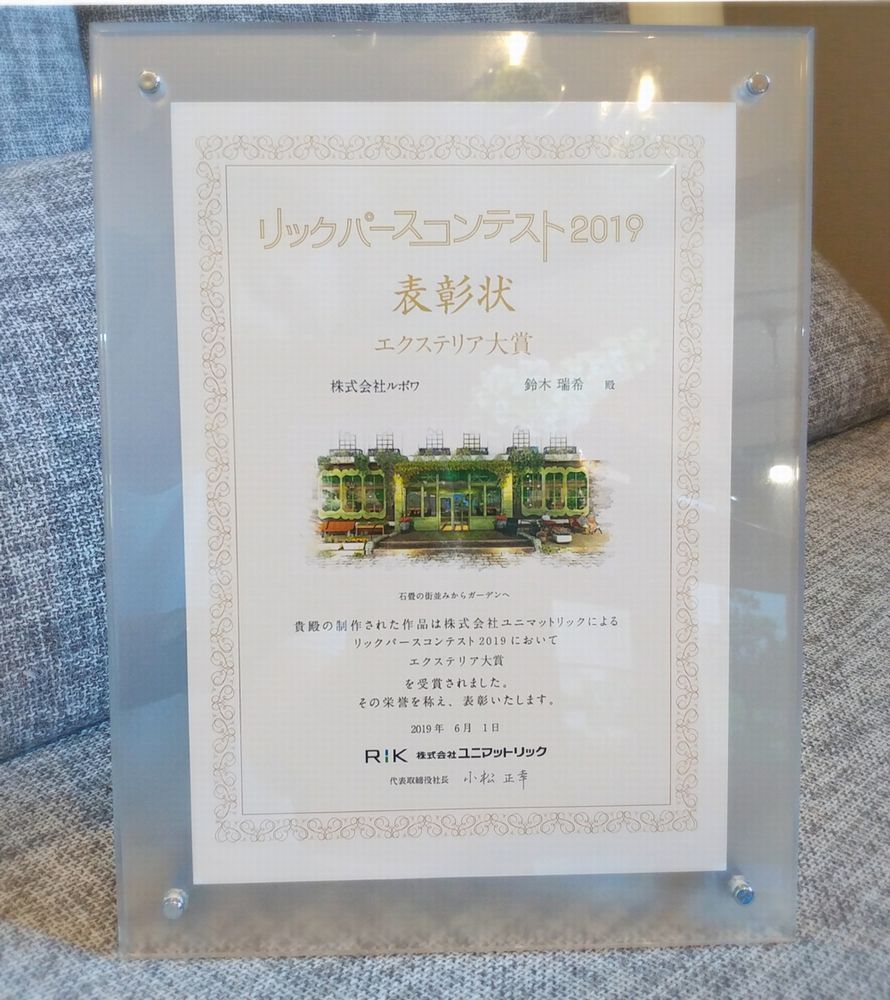 リックパースコンテスト2019
表彰状
エクステリア大賞
株式会社ルボワ 鈴木 瑞希 殿
石畳の街並みからガーデンへ
貴殿の制作された作品は株式会社ユニマットリックによる
リックパースコンテスト2019において
エクステリア大賞
を受賞されました。
その栄誉を称え、表彰いたします。
2019年 6月 1日
RIK 株式会社ユニマットリック
代表取締役社長 小松 正幸